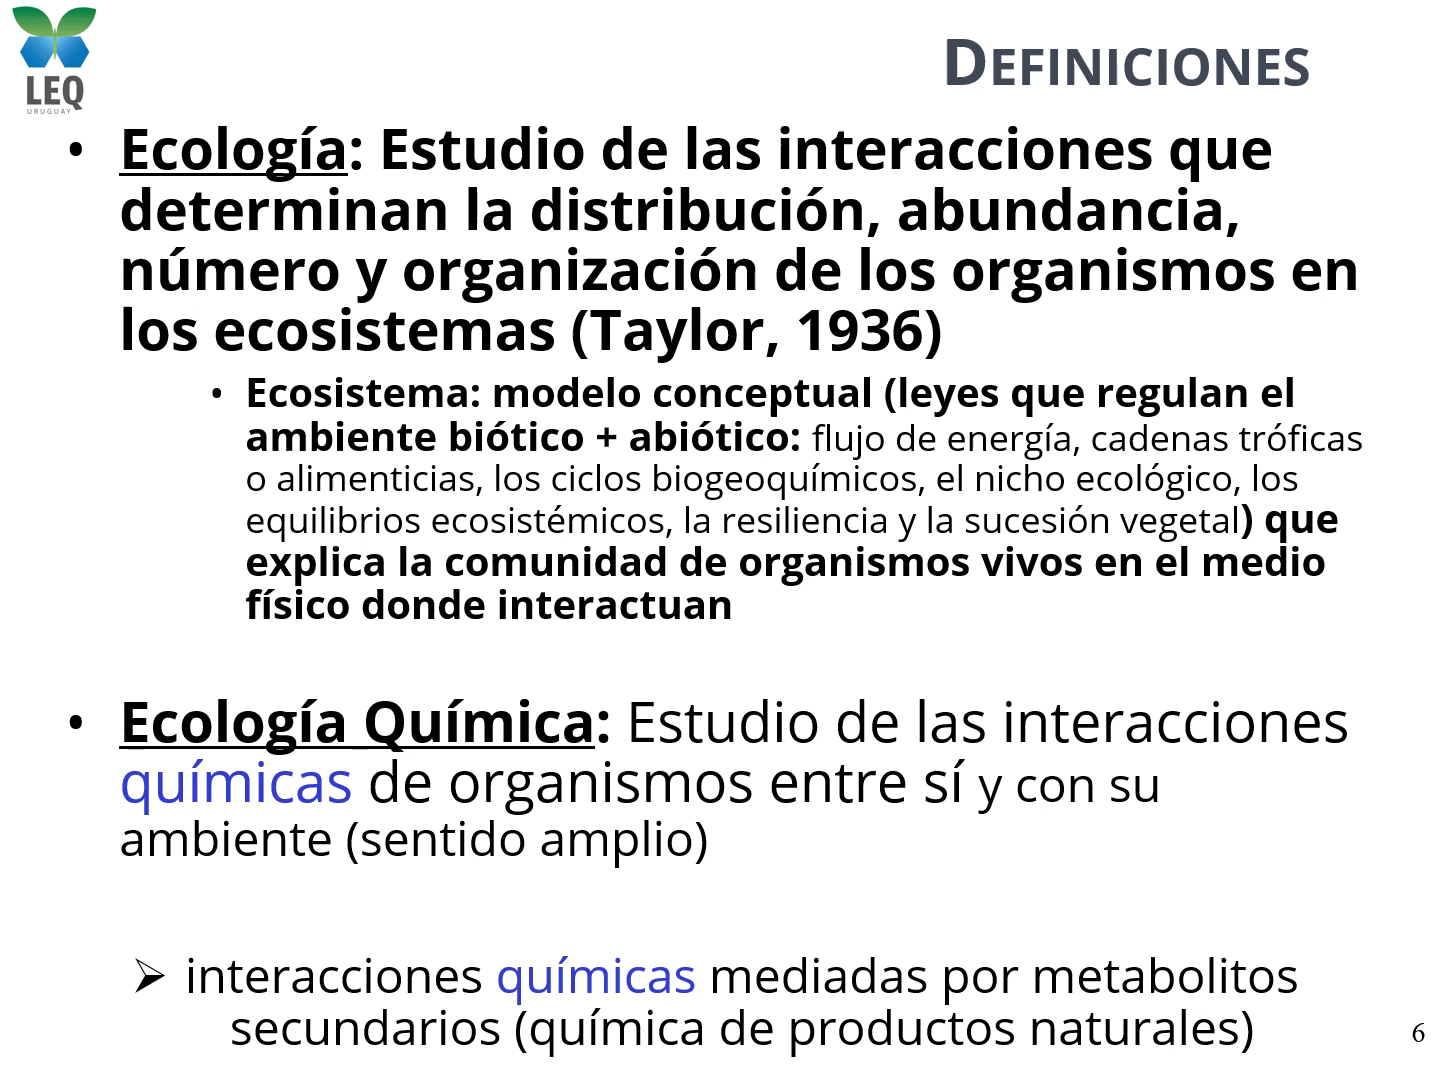 LEQ
URUGUAY
DEFINICIONES
• Ecología: Estudio de las interacciones que
determinan la distribución, abundancia,
número y organización de los organismos en
los ecosistemas (Taylor, 1936)
• Ecosistema: modelo conceptual (leyes que regulan el
ambiente biótico + abiótico: flujo de energía, cadenas tróficas
o alimenticias, los ciclos biogeoquímicos, el nicho ecológico, los
equilibrios ecosistémicos, la resiliencia y la sucesión vegetal) que
explica la comunidad de organismos vivos en el medio
físico donde interactuan
• Ecología Química: Estudio de las interacciones
químicas de organismos entre sí y con su
ambiente (sentido amplio)
➢ interacciones químicas mediadas por metabolitos
secundarios (química de productos naturales)
6